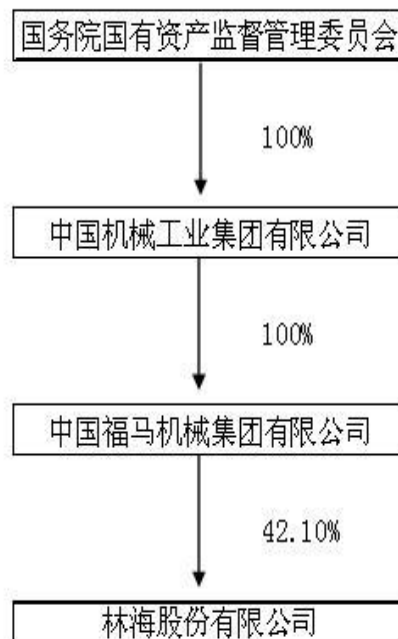 国务院国有资产监督管理委员会
100%
中国机械工业集团有限公司
100%
中国福马机械集团有限公司
42.10%
林海股份有限公司